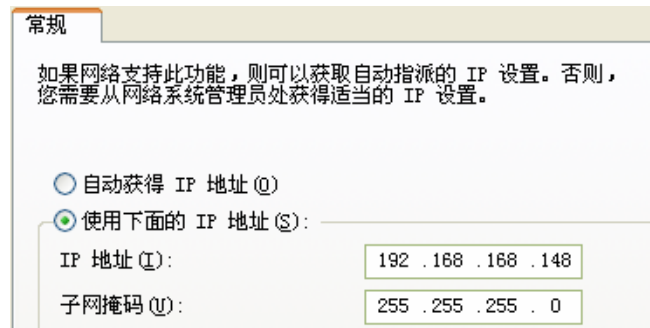 常规
如果网络支持此功能，则可以获取自动指派的 IP 设置。否则，
您需要从网络系统管理员处获得适当的 IP 设置。
自动获得 IP 地址(O)
使用下面的 IP 地址(S):
IP 地址(I): 192 .168 .168 .148
子网掩码(U): 255 .255 .255 . 0